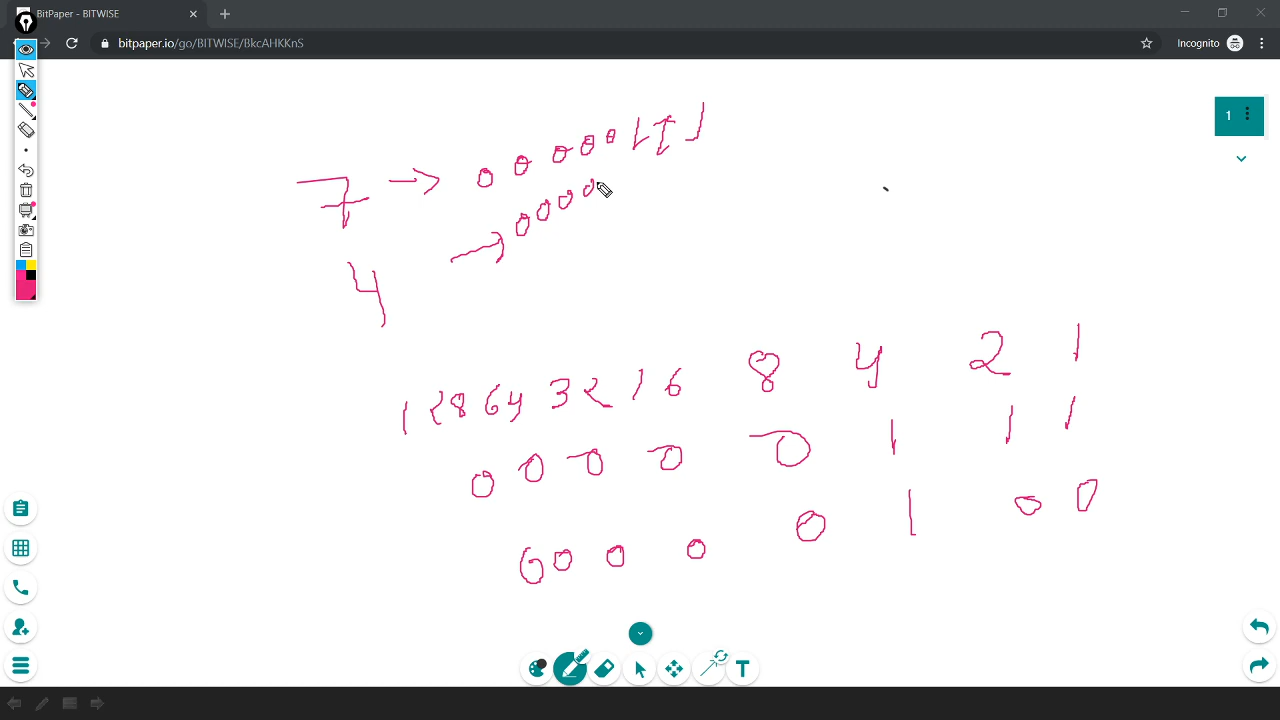 BitPaper - BITWISE
bitpaper.io/go/BITWISE/BkcAHKKnS
Incognito
1
7 → 0 0 0 0 0 1 1 1
4 → 0 0 0 0
128 64 32 16 8 4 2 1
0 0 0 0 0 1 1 1
0 0 0 0 0 1 0 0
T